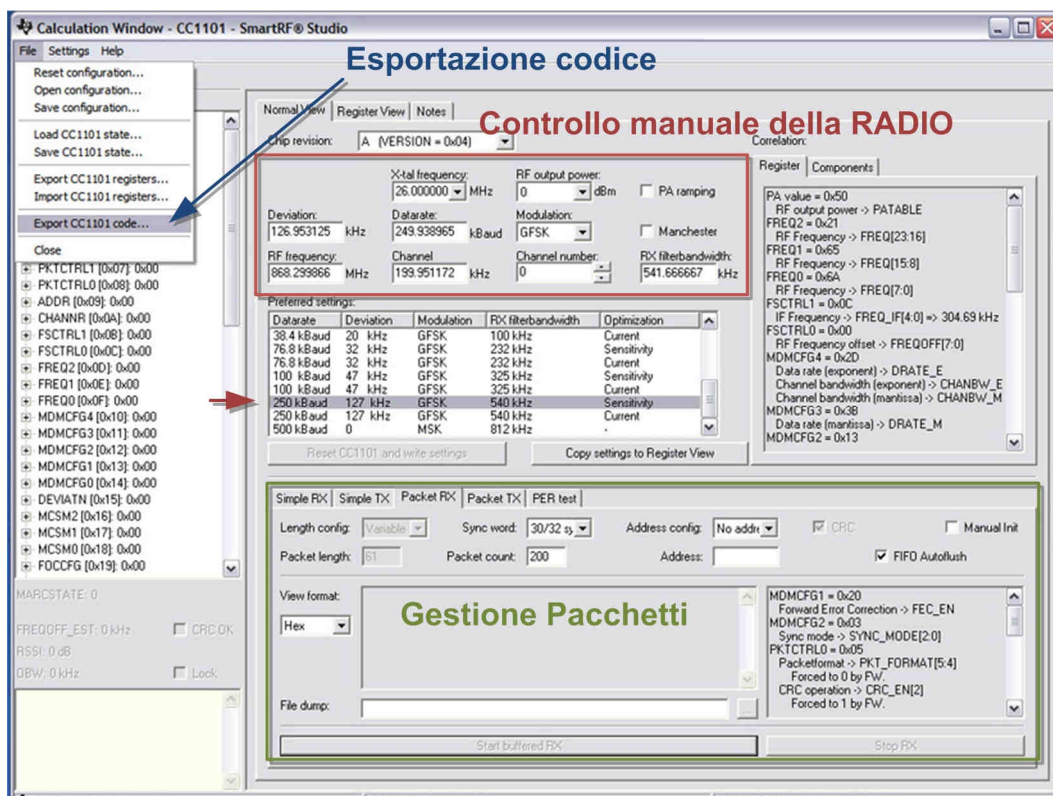 Calculation Window - CC1101 - SmartRF® Studio
File Settings Help
Esportazione codice
Reset configuration...
Open configuration...
Save configuration...
Load CC1101 state...
Save CC1101 state...
Export CC1101 registers...
Import CC1101 registers...
Export CC1101 code...
Close
PKTCTRL1 [0x07]: 0x00
PKTCTRL0 [0x08]: 0x00
ADDR [0x09]: 0x00
CHANNR [0x0A]: 0x00
FSCTRL1 [0x0B]: 0x00
FSCTRL0 [0x0C]: 0x00
FREQ2 [0x0D]: 0x00
FREQ1 [0x0E]: 0x00
FREQ0 [0x0F]: 0x00
MDMCFG4 [0x10]: 0x00
MDMCFG3 [0x11]: 0x00
MDMCFG2 [0x12]: 0x00
MDMCFG1 [0x13]: 0x00
MDMCFG0 [0x14]: 0x00
DEVIATN [0x15]: 0x00
MCSM2 [0x16]: 0x00
MCSM1 [0x17]: 0x00
MCSM0 [0x18]: 0x00
FOCCFG [0x19]: 0x00
MARCSTATE: 0
FREQOFF_EST: 0 kHz CRC OK
RSSI: 0 dB
OBW: 0 kHz Lock
Normal View Register View Notes
Controllo manuale della RADIO
Chip revision: A (VERSION = 0x04)
X-tal frequency: RF output power:
26.000000 MHz 0 dBm PA ramping
Deviation: Datarate: Modulation:
126.953125 kHz 249.938965 kBaud GFSK Manchester
RF frequency: Channel Channel number: RX filterbandwidth:
868.299866 MHz 199.951172 kHz 0 541.666667 kHz
Preferred settings:
Datarate Deviation Modulation RX filterbandwidth Optimization
38.4 kBaud 20 kHz GFSK 100 kHz Current
76.8 kBaud 32 kHz GFSK 232 kHz Sensitivity
76.8 kBaud 32 kHz GFSK 232 kHz Current
100 kBaud 47 kHz GFSK 325 kHz Sensitivity
100 kBaud 47 kHz GFSK 325 kHz Current
250 kBaud 127 kHz GFSK 540 kHz Sensitivity
250 kBaud 127 kHz GFSK 540 kHz Current
500 kBaud 0 MSK 812 kHz -
Reset CC1101 and write settings Copy settings to Register View
Correlation:
Register Components
PA value = 0x50
RF output power -> PATABLE
FREQ2 = 0x21
RF Frequency -> FREQ[23:16]
FREQ1 = 0x65
RF Frequency -> FREQ[15:8]
FREQ0 = 0x6A
RF Frequency -> FREQ[7:0]
FSCTRL1 = 0x0C
IF Frequency -> FREQ_IF[4:0] => 304.69 kHz
FSCTRL0 = 0x00
RF Frequency offset -> FREQOFF[7:0]
MDMCFG4 = 0x2D
Data rate (exponent) -> DRATE_E
Channel bandwidth (exponent) -> CHANBW_E
Channel bandwidth (mantissa) -> CHANBW_M
MDMCFG3 = 0x3B
Data rate (mantissa) -> DRATE_M
MDMCFG2 = 0x13
Simple RX Simple TX Packet RX Packet TX PER test
Length config: Variable Sync word: 30/32 sy Address config: No addre CRC Manual Init
Packet length: 61 Packet count: 200 Address: FIFO Autoflush
View format:
Hex
Gestione Pacchetti
File dump: ...
MDMCFG1 = 0x20
Forward Error Correction -> FEC_EN
MDMCFG2 = 0x03
Sync mode -> SYNC_MODE[2:0]
PKTCTRL0 = 0x05
Packetformat -> PKT_FORMAT[5:4]
Forced to 0 by FW.
CRC operation -> CRC_EN[2]
Forced to 1 by FW.
Start buffered RX Stop RX